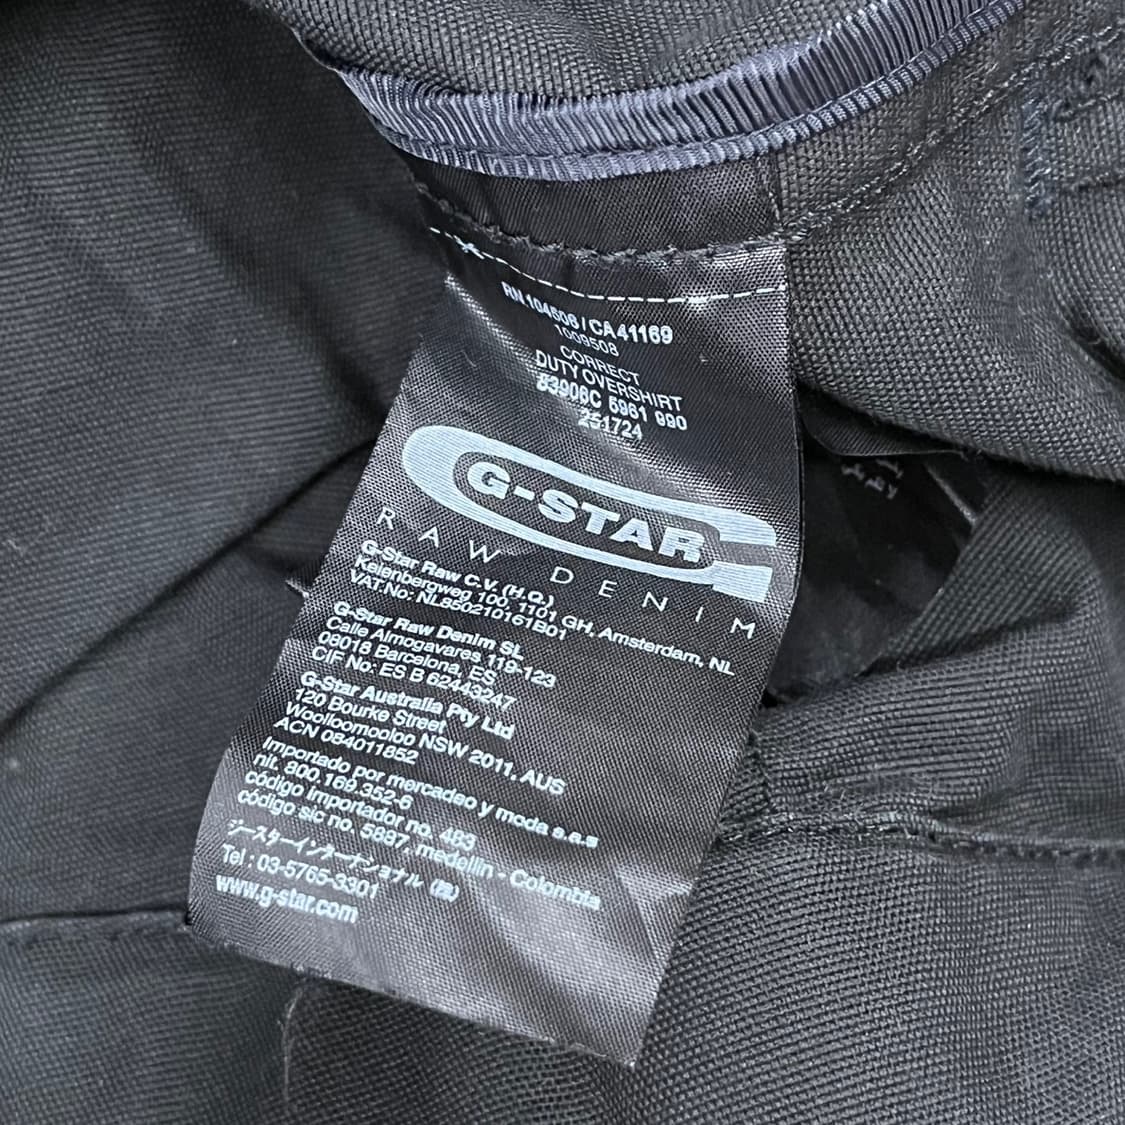 RN 104506 / CA 41169
1009508
CORRECT
DUTY OVERSHIRT
83906C 5961 990
251724
G-STAR
RAW DENIM
G-Star Raw C.V. (H.Q.)
Keienbergweg 100, 1101 GH, Amsterdam, NL
VAT.No: NL850210161B01
G-Star Raw Denim SL
Calle Almogavares 119-123
08018 Barcelona, ES
CIF No: ES B 62443247
G-Star Australia Pty Ltd
120 Bourke Street
Woolloomooloo NSW 2011, AUS
ACN 084011852
Importado por mercadeo y moda s.a.s
nit. 800.169.352-6
código importador no. 483
código sic no. 5887, medellin - Colombia
ジースターインターナショナル (株)
Tel : 03-5765-3301
www.g-star.com